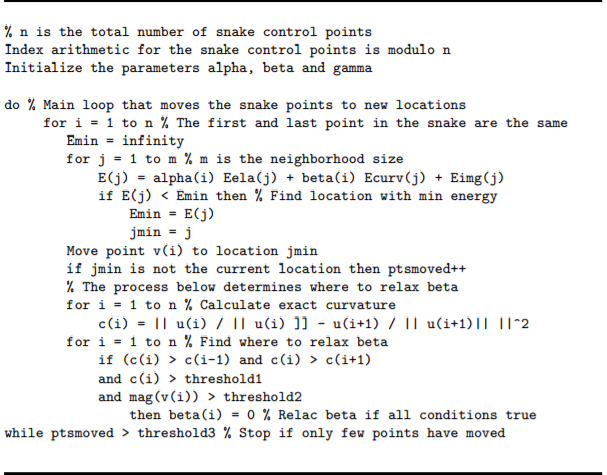 % n is the total number of snake control points
Index arithmetic for the snake control points is modulo n
Initialize the parameters alpha, beta and gamma
do % Main loop that moves the snake points to new locations
for i = 1 to n % The first and last point in the snake are the same
Emin = infinity
for j = 1 to m % m is the neighborhood size
E(j) = alpha(i) Eela(j) + beta(i) Ecurv(j) + Eimg(j)
if E(j) < Emin then % Find location with min energy
Emin = E(j)
jmin = j
Move point v(i) to location jmin
if jmin is not the current location then ptsmoved++
% The process below determines where to relax beta
for i = 1 to n % Calculate exact curvature
c(i) = || u(i) / || u(i) ]] - u(i+1) / || u(i+1)|| ||^2
for i = 1 to n % Find where to relax beta
if (c(i) > c(i-1) and c(i) > c(i+1)
and c(i) > threshold1
and mag(v(i)) > threshold2
then beta(i) = 0 % Relac beta if all conditions true
while ptsmoved > threshold3 % Stop if only few points have moved